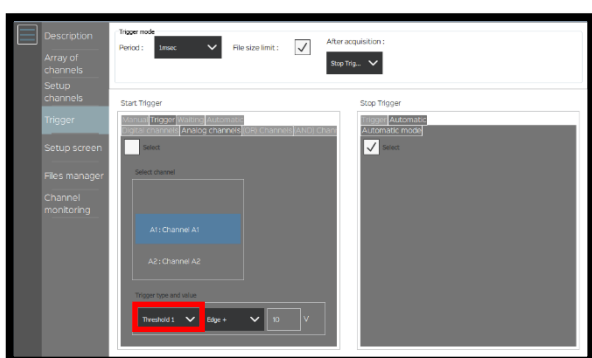 Description
Array of
channels
Setup
channels
Trigger
Setup screen
Files manager
Channel
monitoring
Trigger mode
Period : 1msec File size limit : After acquisition :
Stop Trig...
Start Trigger
Manual Trigger Waiting Automatic
Digital channels Analog channels CAN Chan
Select
Select channel
A1: Channel A1
A2: Channel A2
Trigger type and value
Threshold 1 Edge + 10 V
Stop Trigger
Trigger Automatic
Automatic mode
Select